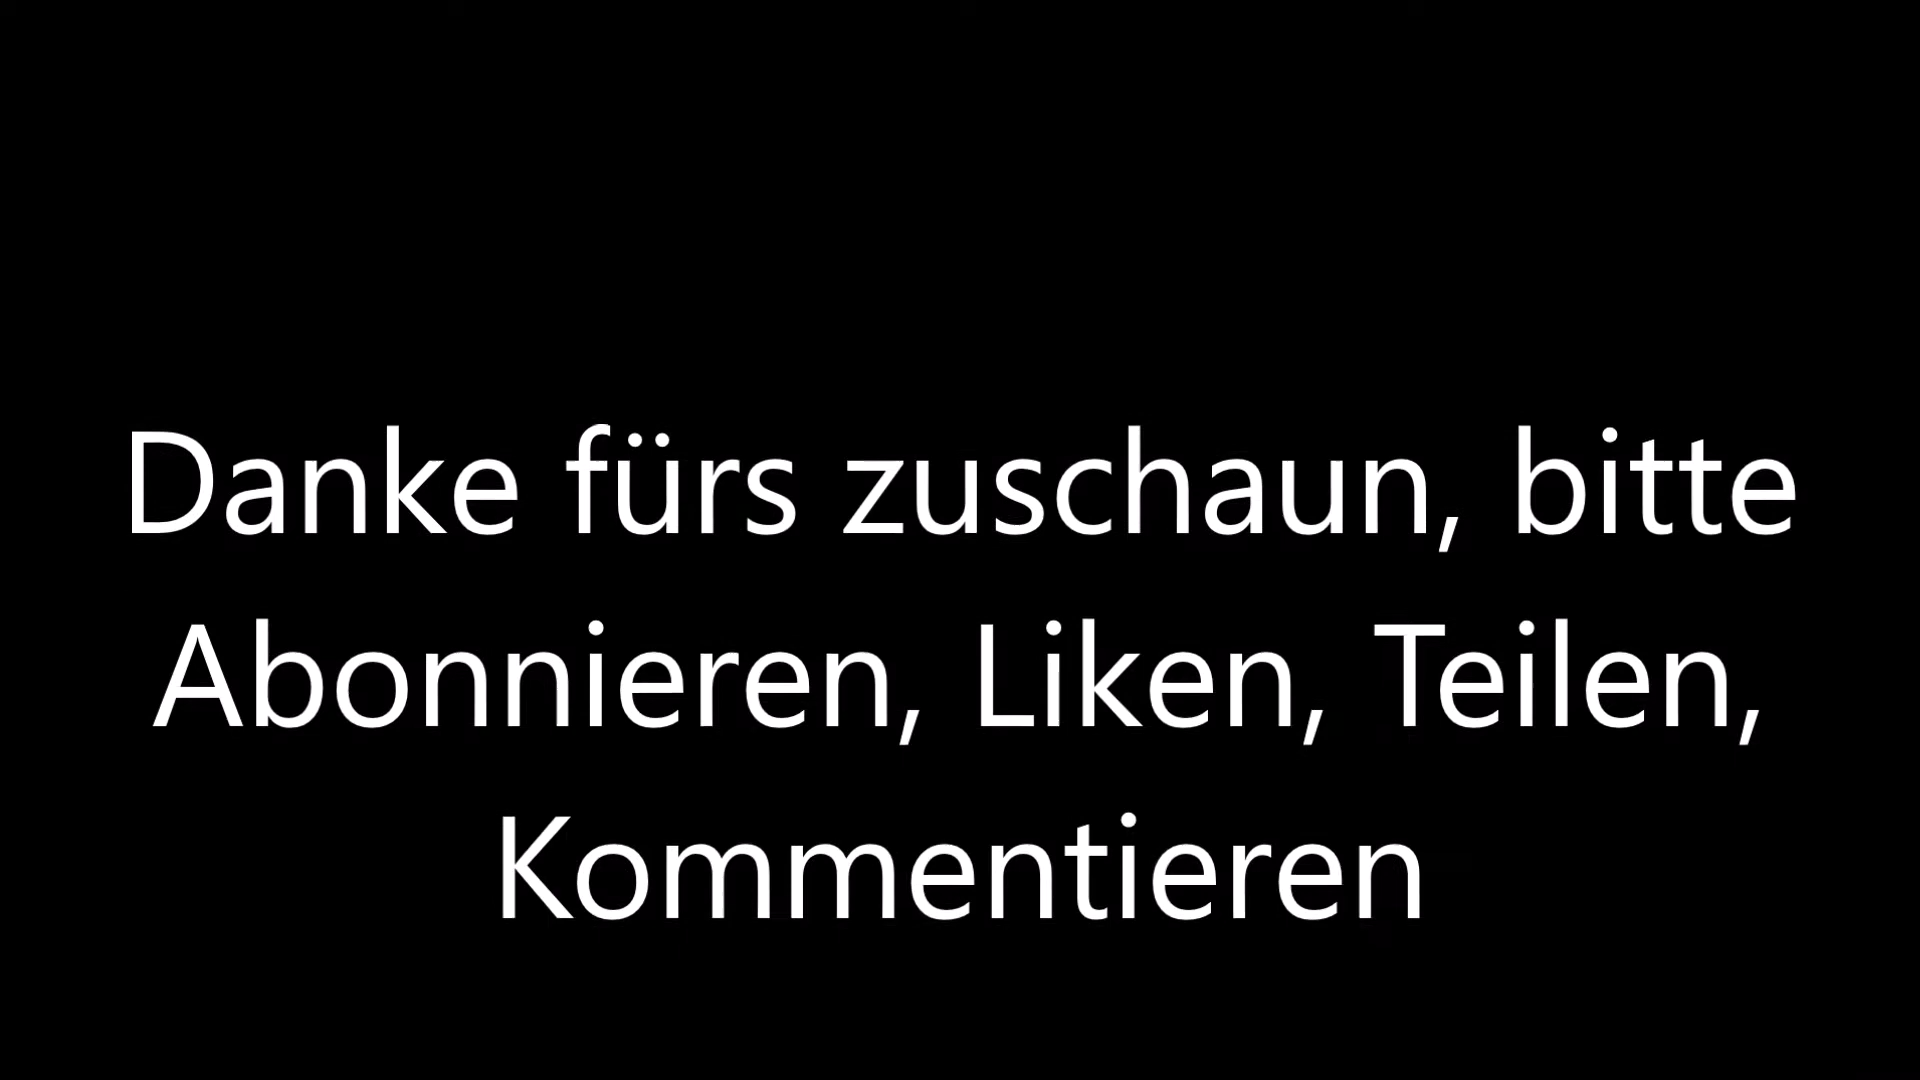 Danke fürs zuschaun, bitte
Abonnieren, Liken, Teilen,
Kommentieren